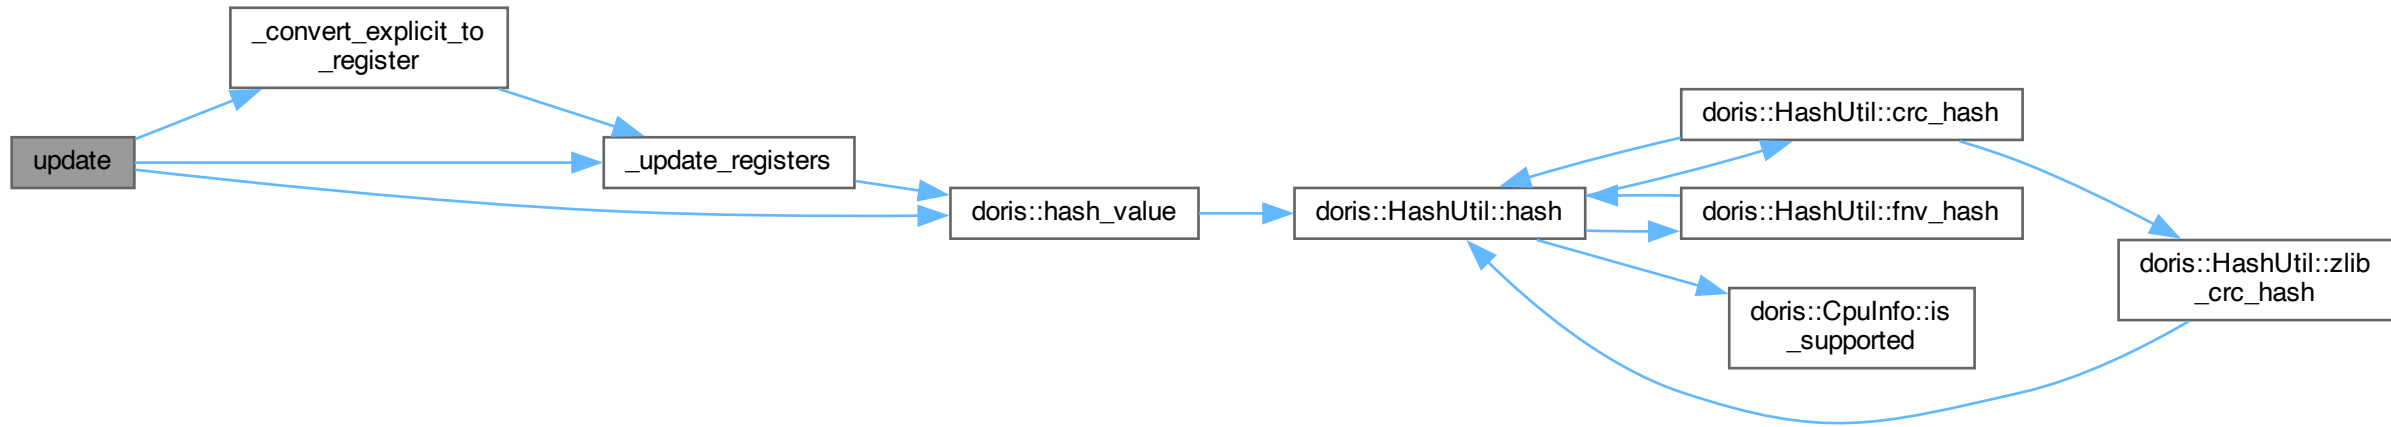 update
_convert_explicit_to
_register
_update_registers
doris::hash_value
doris::HashUtil::hash
doris::HashUtil::crc_hash
doris::HashUtil::fnv_hash
doris::CpuInfo::is
_supported
doris::HashUtil::zlib
_crc_hash